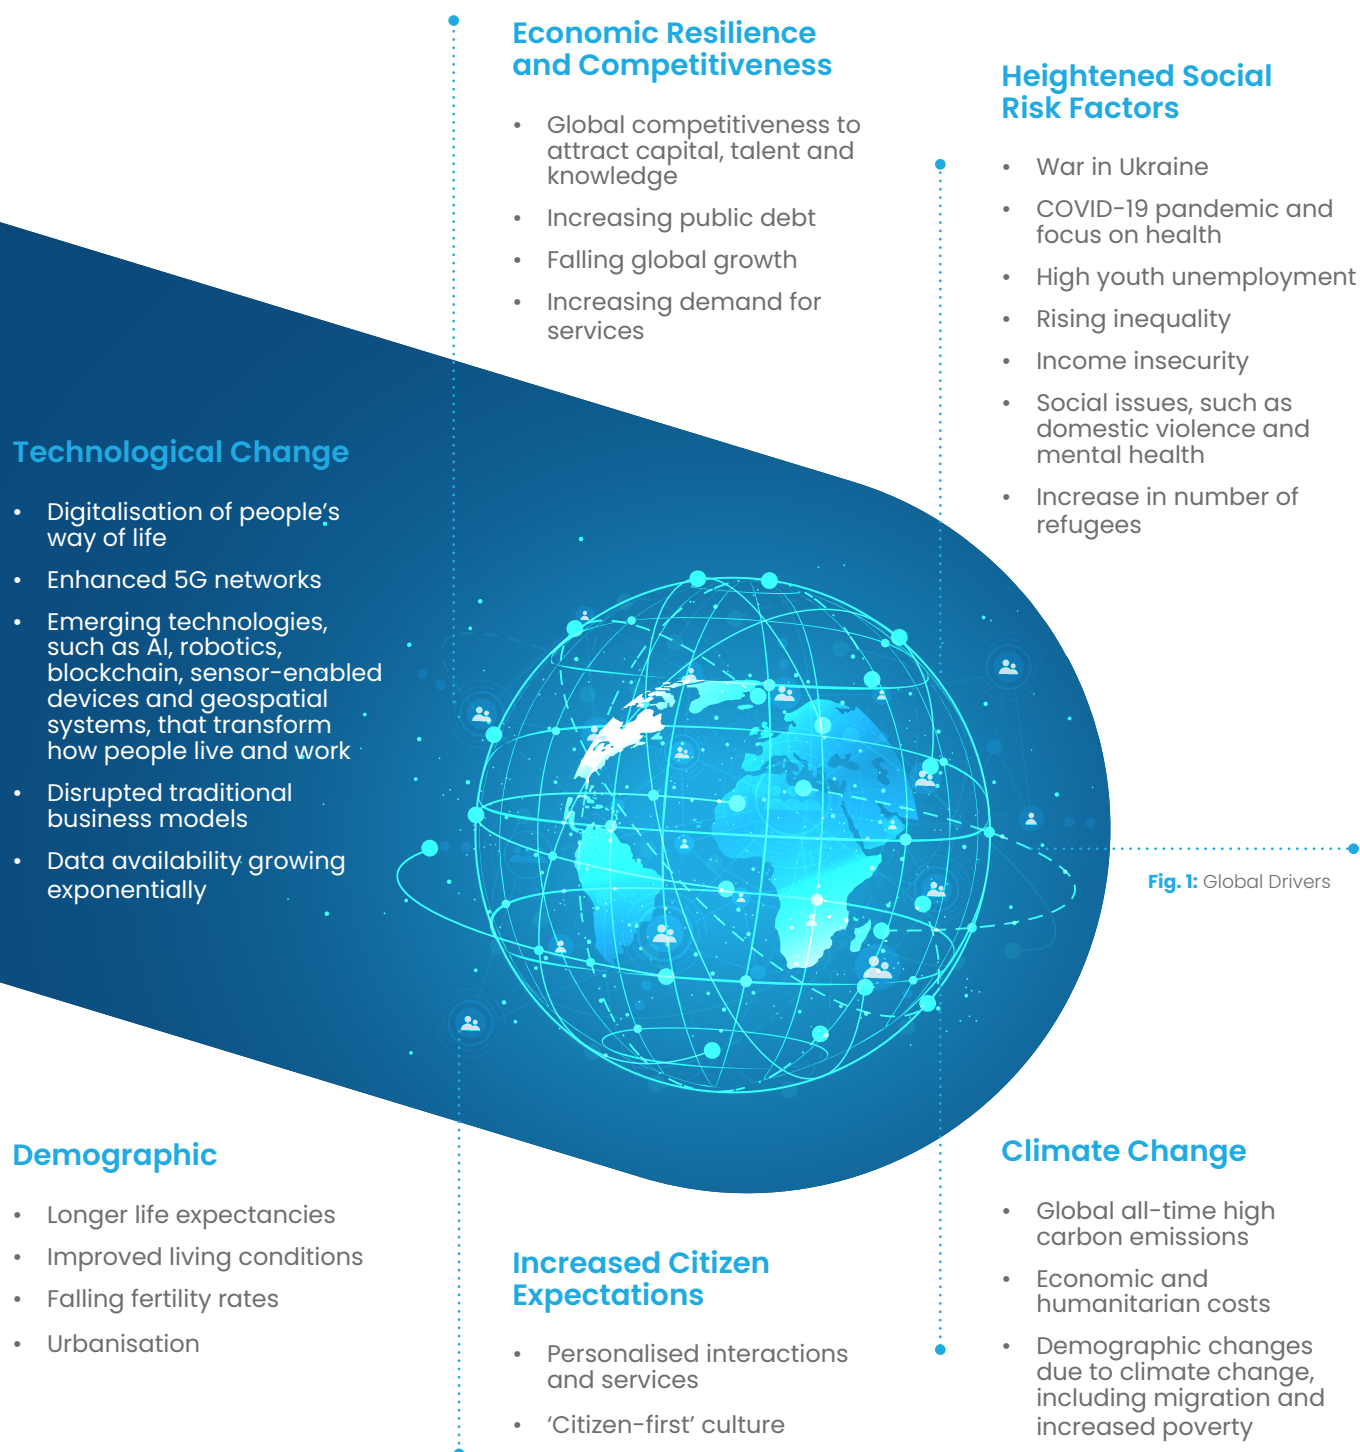 Economic Resilience
and Competitiveness
• Global competitiveness to
attract capital, talent and
knowledge
• Increasing public debt
• Falling global growth
• Increasing demand for
services
Heightened Social
Risk Factors
• War in Ukraine
• COVID-19 pandemic and
focus on health
• High youth unemployment
• Rising inequality
• Income insecurity
• Social issues, such as
domestic violence and
mental health
• Increase in number of
refugees
Technological Change
• Digitalisation of people’s
way of life
• Enhanced 5G networks
• Emerging technologies,
such as AI, robotics,
blockchain, sensor-enabled
devices and geospatial
systems, that transform
how people live and work
• Disrupted traditional
business models
• Data availability growing
exponentially
Fig. 1: Global Drivers
Demographic
• Longer life expectancies
• Improved living conditions
• Falling fertility rates
• Urbanisation
Increased Citizen
Expectations
• Personalised interactions
and services
• ‘Citizen-first’ culture
Climate Change
• Global all-time high
carbon emissions
• Economic and
humanitarian costs
• Demographic changes
due to climate change,
including migration and
increased poverty